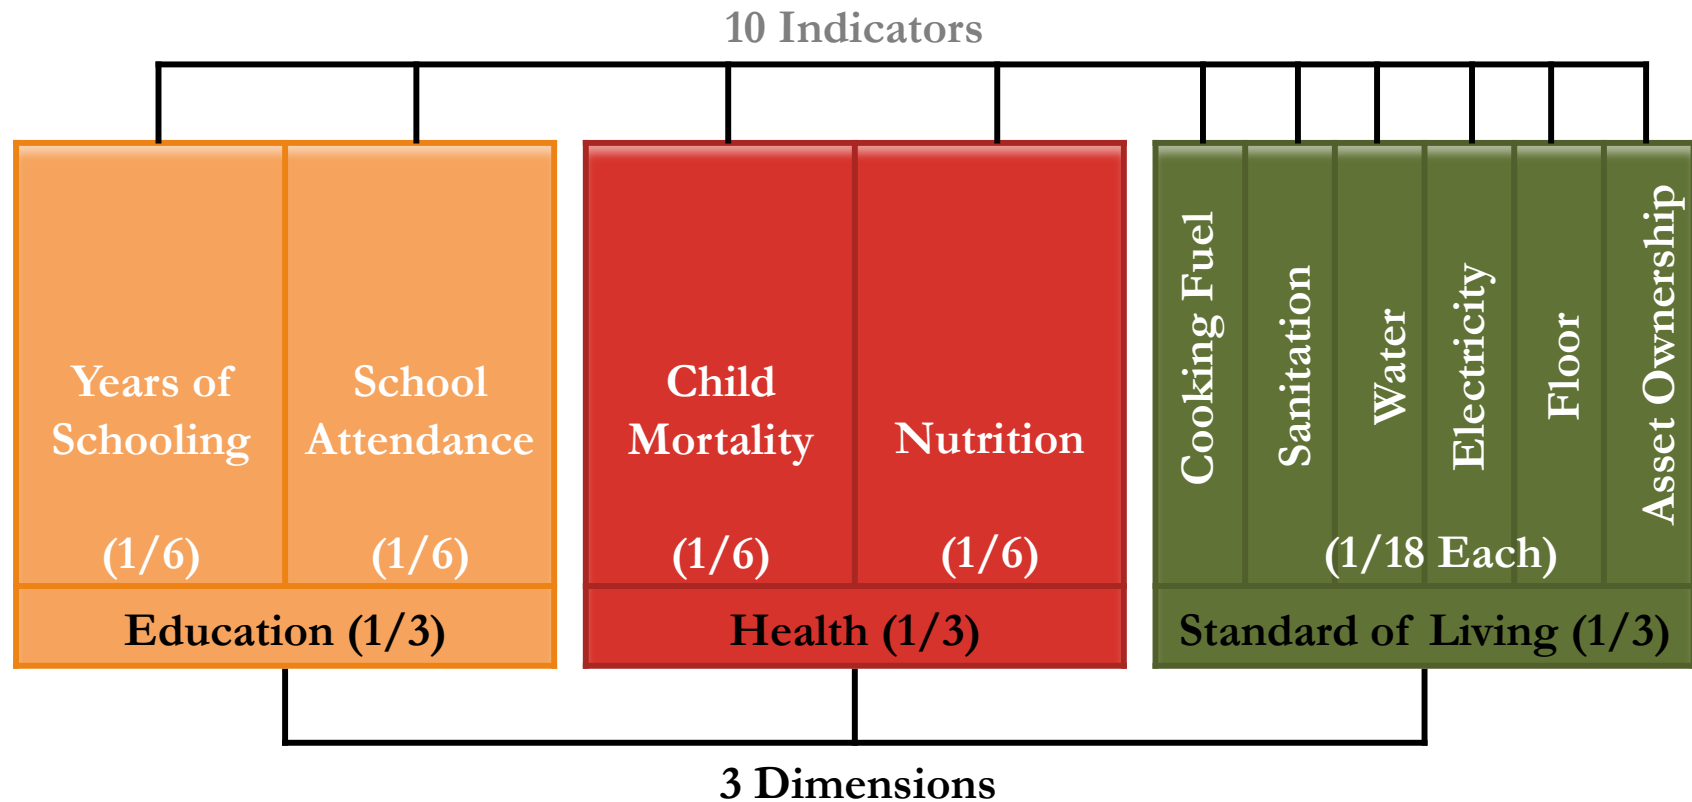 10 Indicators
Years of
Schooling
(1/6)
School
Attendance
(1/6)
Child
Mortality
(1/6)
Nutrition
(1/6)
Cooking Fuel
Sanitation
Water
Electricity
Floor
Asset Ownership
(1/18 Each)
Education (1/3)
Health (1/3)
Standard of Living (1/3)
3 Dimensions